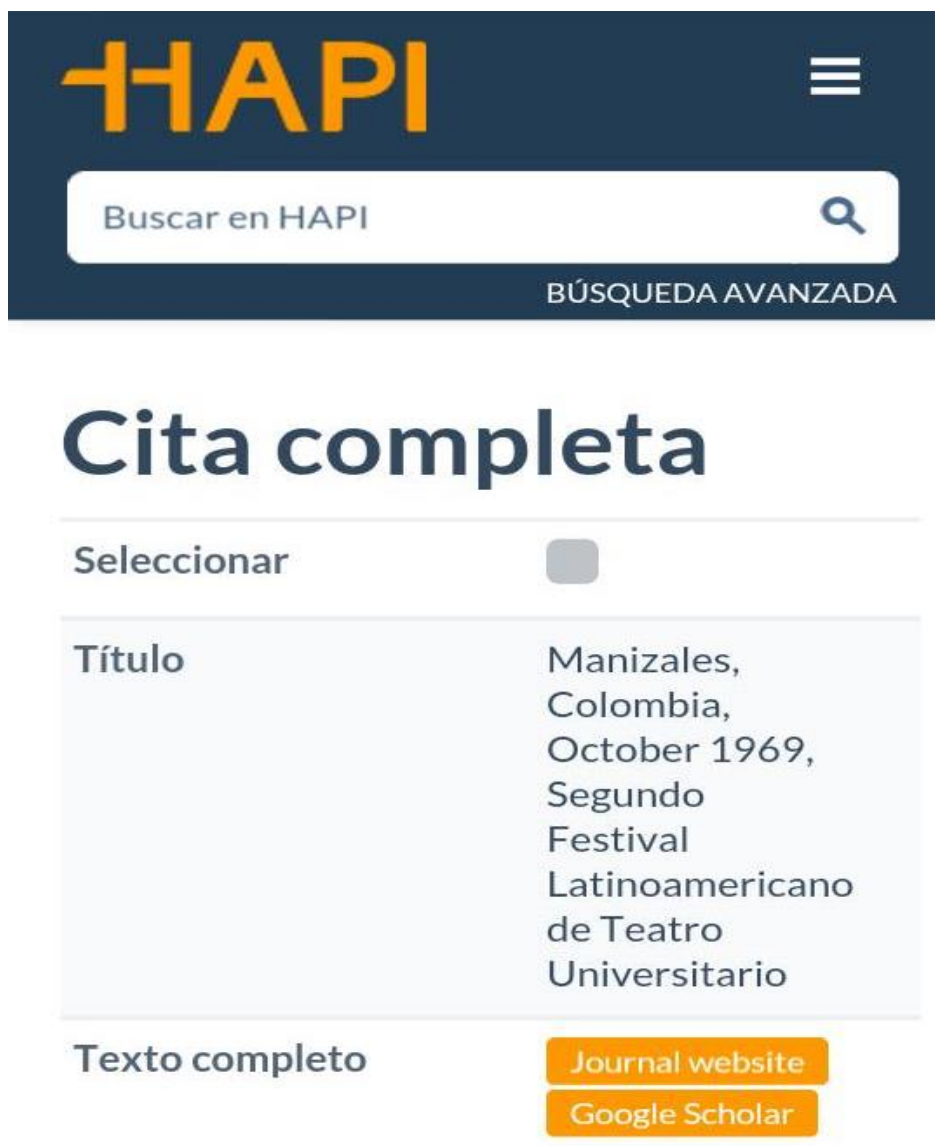 HAPI
Buscar en HAPI
BÚSQUEDA AVANZADA
Cita completa
Seleccionar
Título
Manizales,
Colombia,
October 1969,
Segundo
Festival
Latinoamericano
de Teatro
Universitario
Texto completo
Journal website
Google Scholar